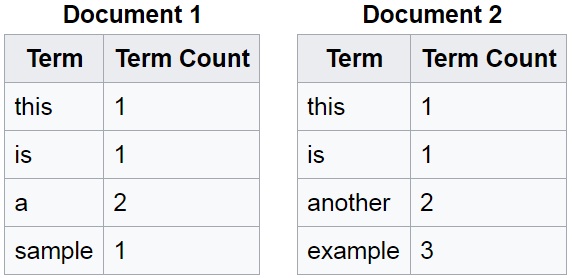 Document 1
Term Term Count
this 1
is 1
a 2
sample 1
Document 2
Term Term Count
this 1
is 1
another 2
example 3